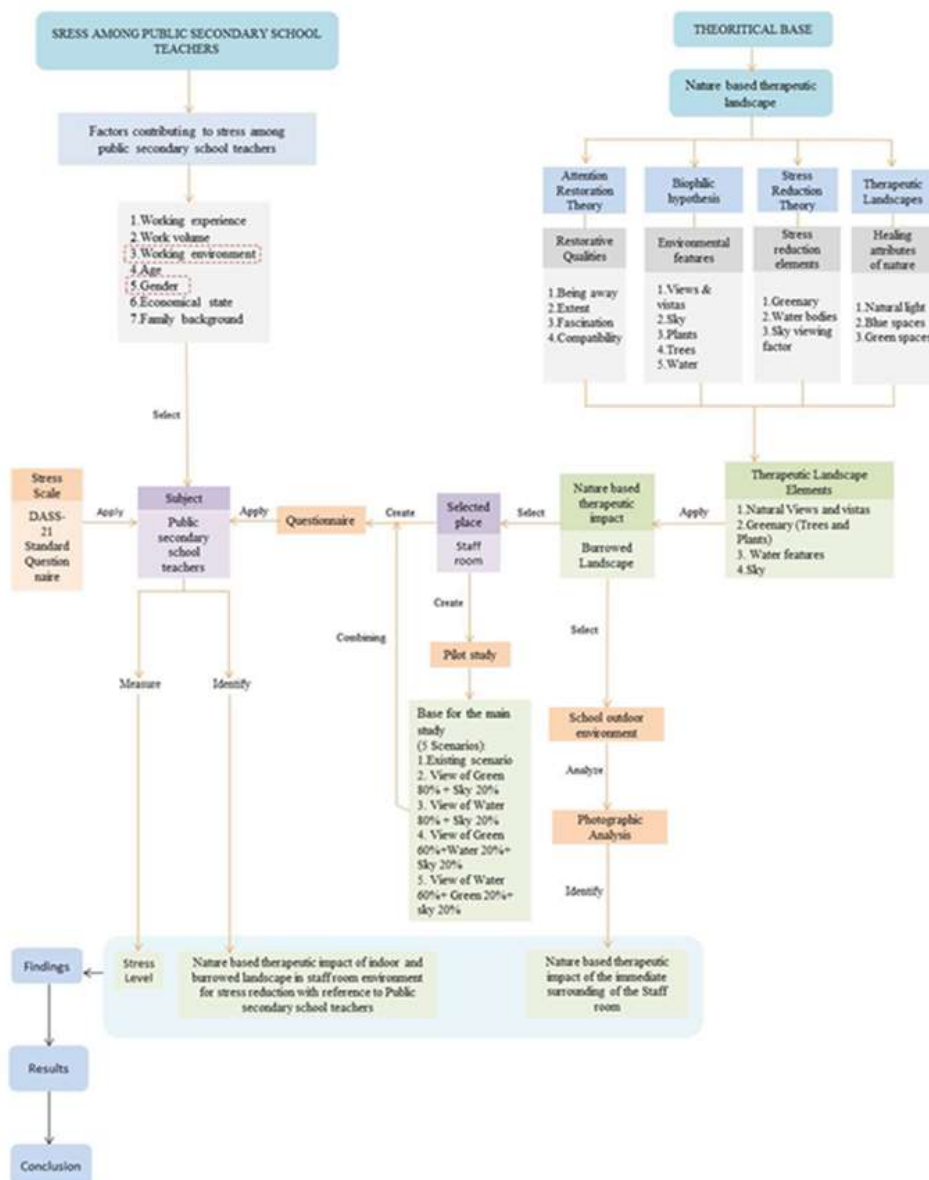 SRESS AMONG PUBLIC SECONDARY SCHOOL
TEACHERS
Factors contributing to stress among
public secondary school teachers
1.Working experience
2.Work volume
3.Working environment
4.Age
5.Gender
6.Economical state
7.Family background
Select
THEORITICAL BASE
Nature based therapeutic
landscape
Attention
Restoration
Theory
Restorative
Qualities
1.Being away
2.Extent
3.Fascination
4.Compatibility
Biophilic
hypothesis
Environmental
features
1.Views &
vistas
2.Sky
3.Plants
4.Trees
5.Water
Stress
Reduction
Theory
Stress
reduction
elements
1.Greenary
2.Water bodies
3.Sky viewing
factor
Therapeutic
Landscapes
Healing
attributes
of nature
1.Natural light
2.Blue spaces
3.Green spaces
Stress
Scale
DASS-
21
Standard
Question
naire
Apply
Subject
Public
secondary
school
teachers
Apply
Questionnaire
Create
Selected
place
Staff
room
Select
Nature based
therapeutic
impact
Burrowed
Landscape
Apply
Therapeutic Landscape
Elements
1.Natural Views and vistas
2.Greenary (Trees and
Plants)
3. Water features
4.Sky
Combining
Create
Pilot study
Base for the main
study
(5 Scenarios):
1.Existing scenario
2. View of Green
80% + Sky 20%
3. View of Water
80% + Sky 20%
4. View of Green
60%+Water 20%+
Sky 20%
5. View of Water
60%+ Green 20%+
sky 20%
Select
School outdoor
environment
Analyze
Photographic
Analysis
Identify
Measure
Identify
Stress
Level
Nature based therapeutic impact of indoor and
burrowed landscape in staff room environment
for stress reduction with reference to Public
secondary school teachers
Nature based therapeutic
impact of the immediate
surrounding of the Staff
room
Findings
Results
Conclusion